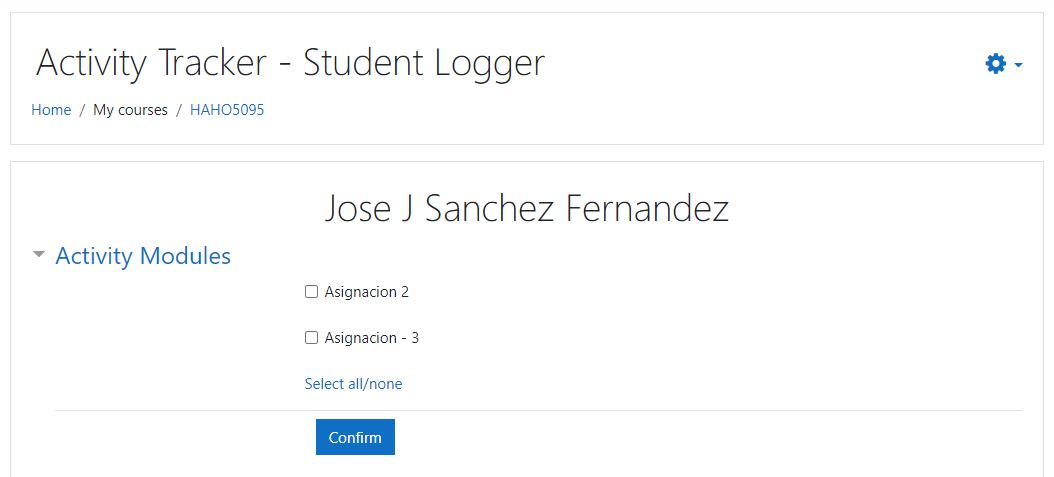 Activity Tracker - Student Logger
Home / My courses / HAHO5095
Jose J Sanchez Fernandez
Activity Modules
Asignacion 2
Asignacion - 3
Select all/none
Confirm